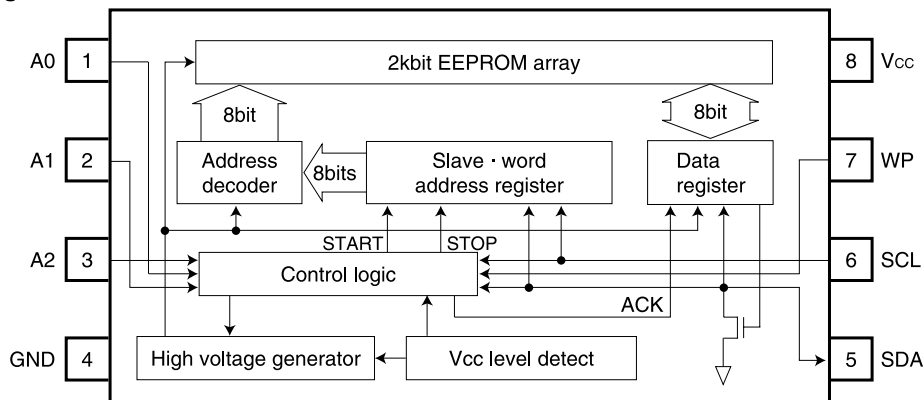 A0 1
2kbit EEPROM array
8 Vcc
8bit
8bit
A1 2
Address
decoder
8bits
Slave · word
address register
Data
register
7 WP
START
STOP
A2 3
Control logic
6 SCL
ACK
GND 4
High voltage generator
Vcc level detect
5 SDA